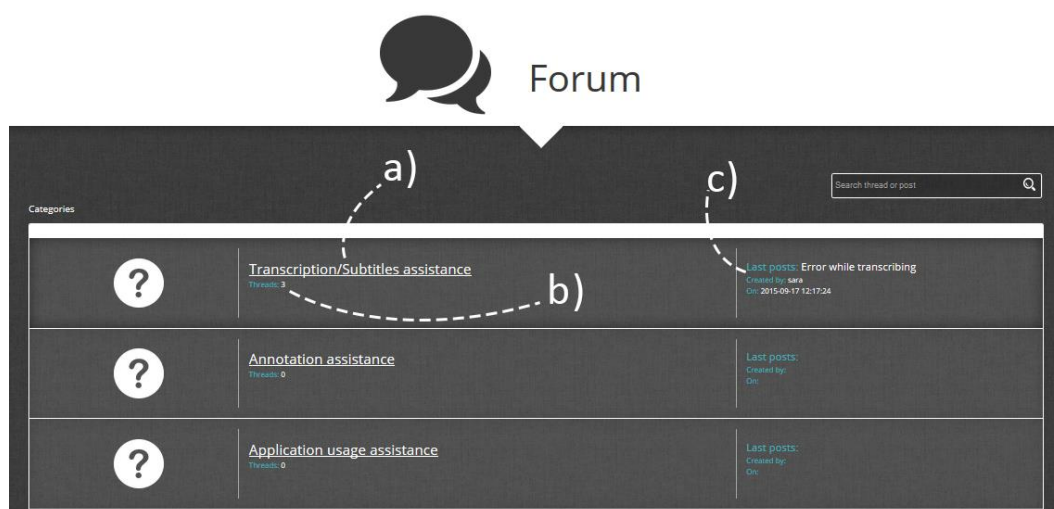 Forum
a)
c)
Search thread or post
Categories
Transcription/Subtitles assistance
Threads: 3
b)
Last posts: Error while transcribing
Created by: sara
On: 2015-09-17 12:17:24
Annotation assistance
Threads: 0
Last posts:
Created by:
On:
Application usage assistance
Threads: 0
Last posts:
Created by:
On: